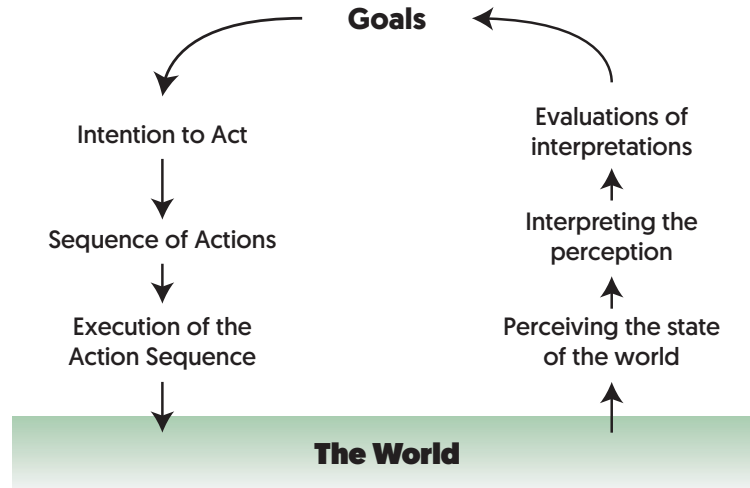 Goals
Intention to Act
Sequence of Actions
Execution of the
Action Sequence
Evaluations of
interpretations
Interpreting the
perception
Perceiving the state
of the world
The World